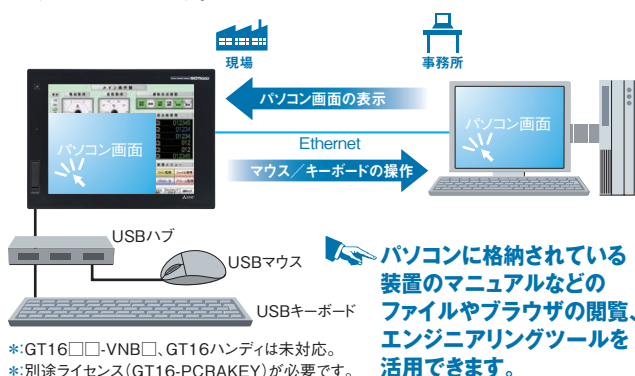 現場
事務所
パソコン画面の表示
Ethernet
マウス/キーボードの操作
パソコン画面
パソコン画面
USBハブ
USBマウス
USBキーボード
パソコンに格納されている
装置のマニュアルなどの
ファイルやブラウザの閲覧、
エンジニアリングツールを
活用できます。
*:GT16□□-VNB□、GT16ハンディは未対応。
*:別途ライセンス(GT16-PCRAKEY)が必要です。